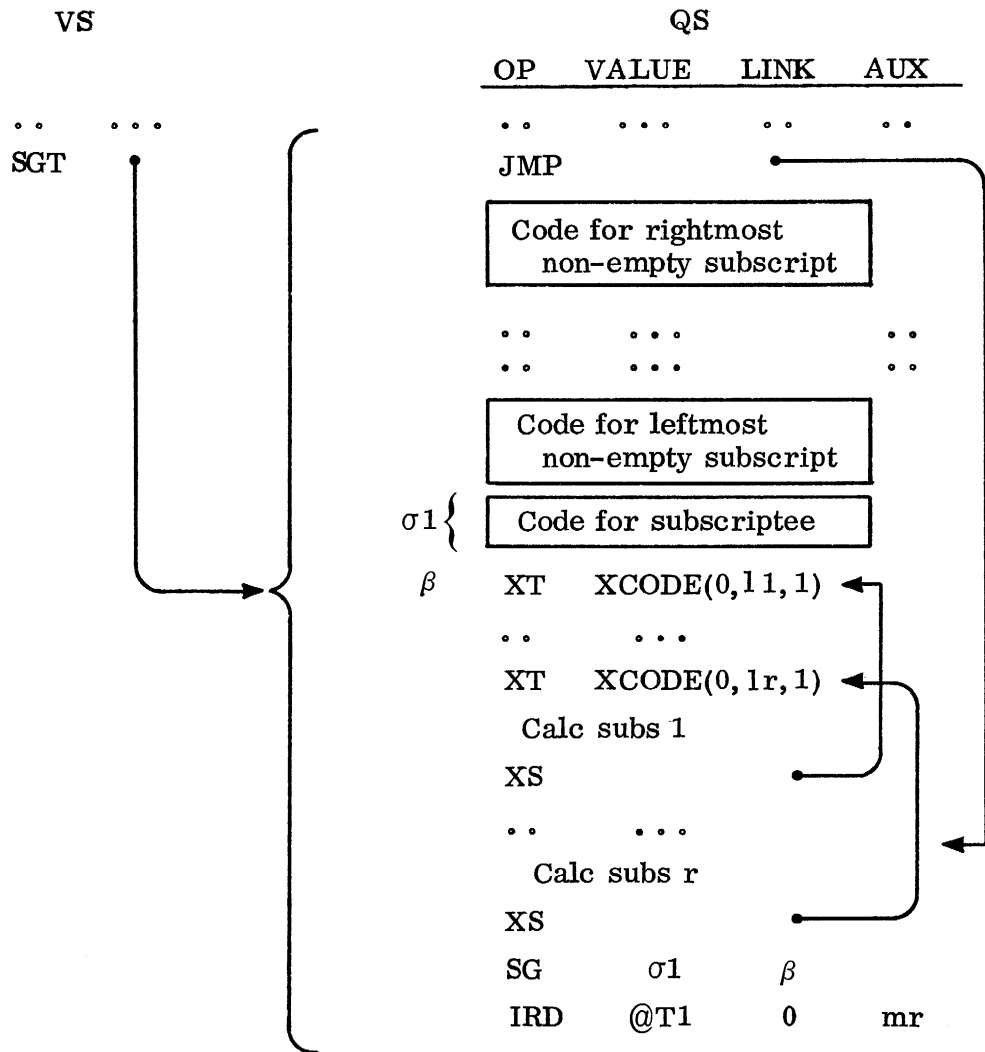 VS QS
OP VALUE LINK AUX
.. ... .. ... .. ..
SGT JMP
Code for rightmost
non-empty subscript
.. ... ..
.. ... ..
Code for leftmost
non-empty subscript
σ1{ Code for subscriptee
β XT XCODE(0,l1,1)
.. ...
XT XCODE(0,lr,1)
Calc subs 1
XS
.. ...
Calc subs r
XS
SG σ1 β
IRD @T1 0 mr